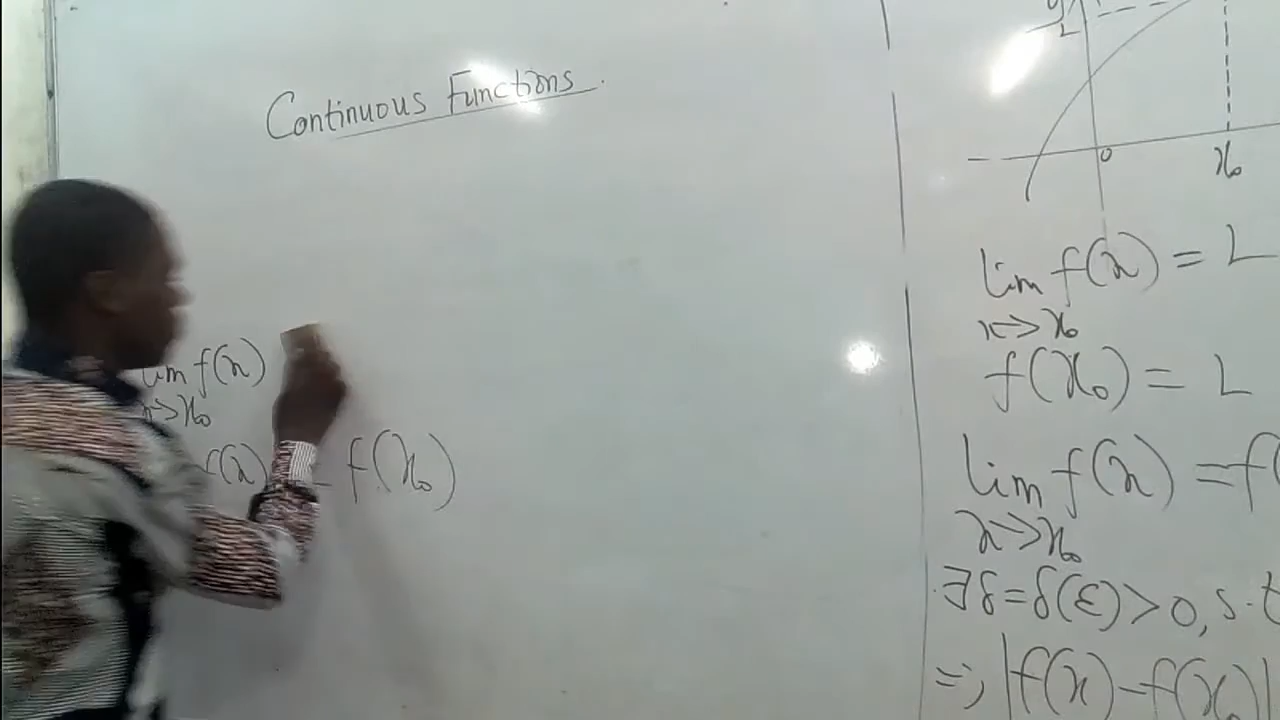 Continuous Functions.
lim f(x)
x→x₀
f(x) – f(x₀)
L
0
x₀
lim f(x) = L
x→x₀
f(x₀) = L
lim f(x) = f(
x→x₀
∃δ=δ(ε)>0, s.t
⇒, |f(x)–f(x₀)|